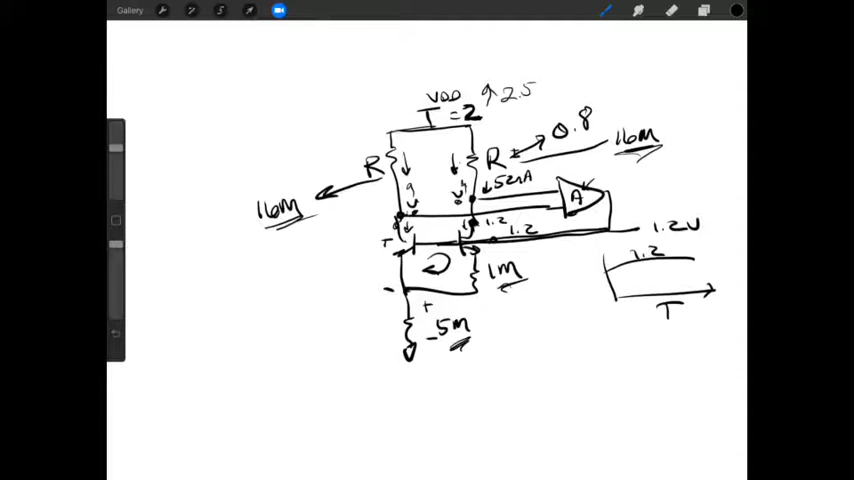 Gallery
VDD ↑ 2.5
T = 2
0.8
R
R
16m
52nA
A
16m
1.2
1.2
1.2V
1.2
+
1m
-
T
+
-
5m